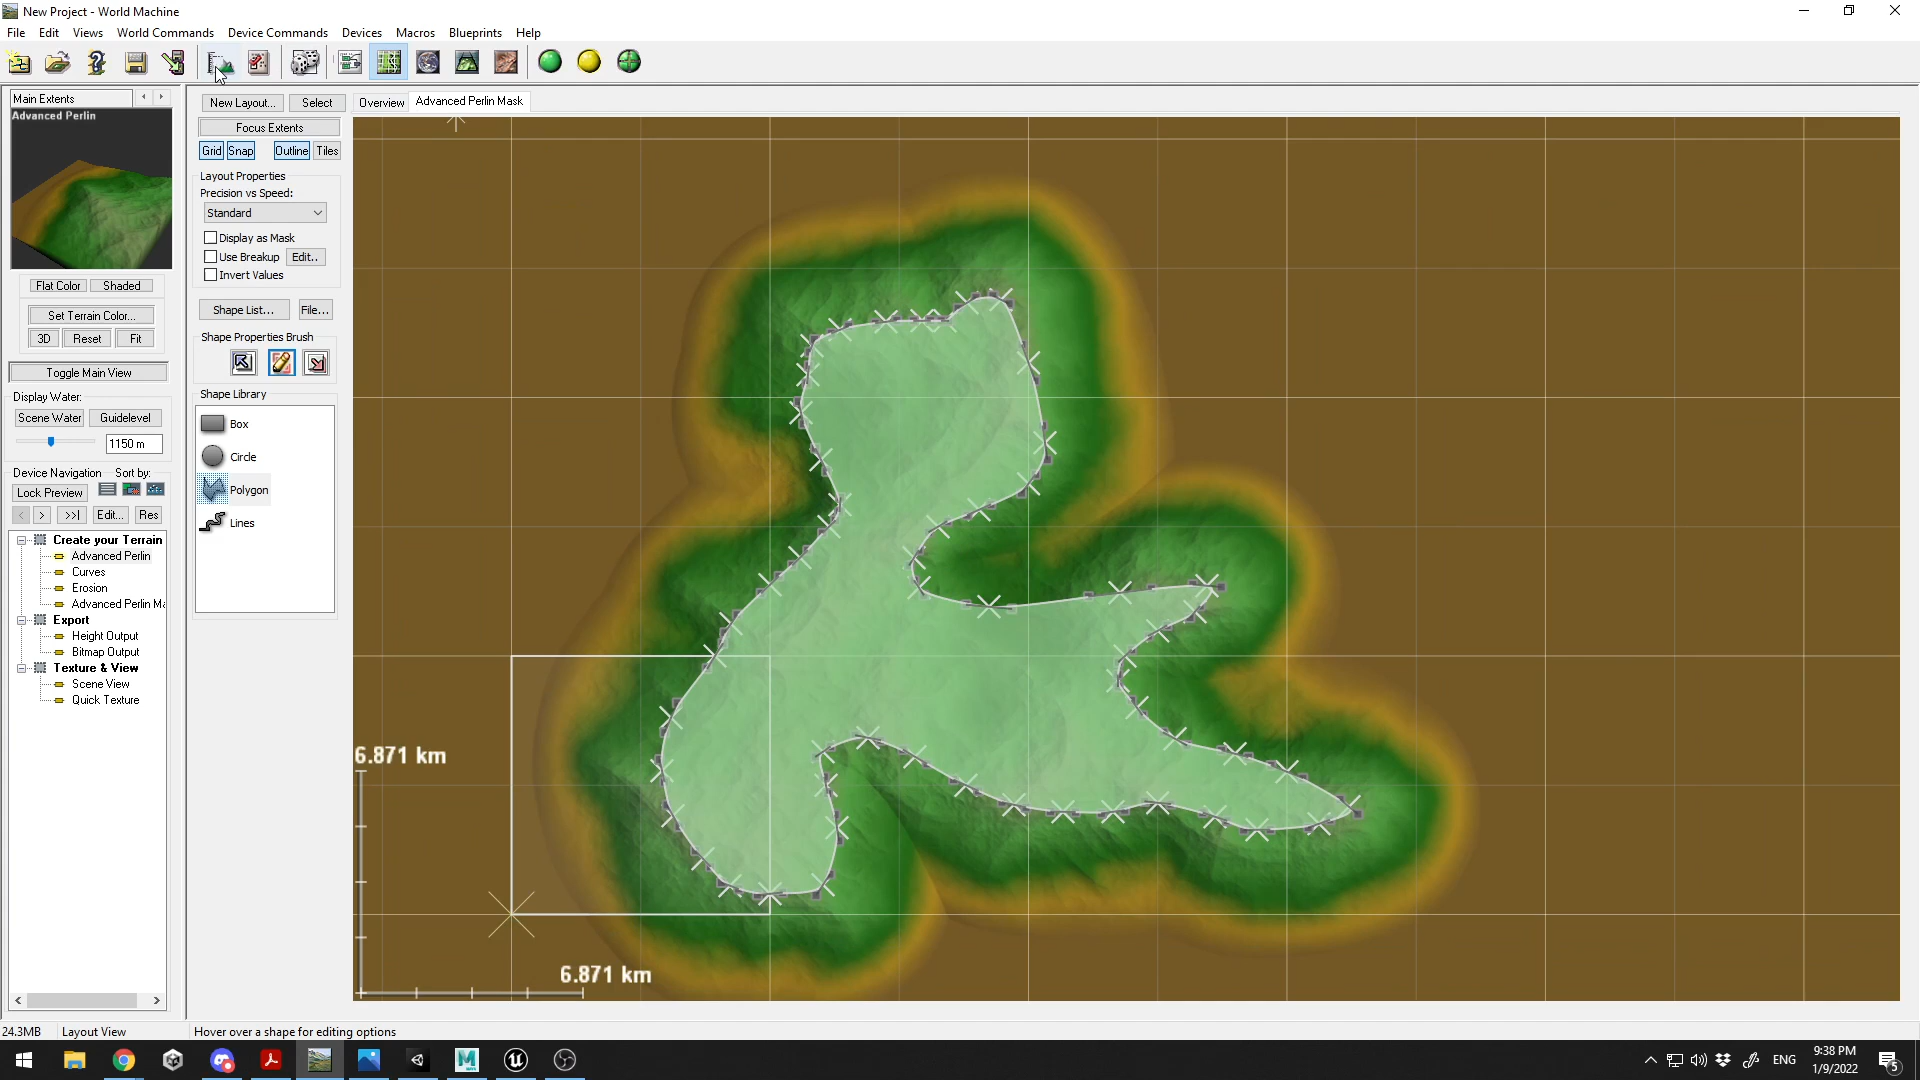 New Project - World Machine
File Edit Views World Commands Device Commands Devices Macros Blueprints Help
Main Extents
Advanced Perlin
Flat Color Shaded
Set Terrain Color...
3D Reset Fit
Toggle Main View
Display Water:
Scene Water Guidelevel
1150 m
Device Navigation Sort by:
Lock Preview
< > >>| Edit... Res
Create your Terrain
Advanced Perlin
Curves
Erosion
Advanced Perlin Ma
Export
Height Output
Bitmap Output
Texture & View
Scene View
Quick Texture
New Layout... Select
Focus Extents
Grid Snap Outline Tiles
Layout Properties
Precision vs Speed:
Standard
Display as Mask
Use Breakup Edit..
Invert Values
Shape List... File...
Shape Properties Brush
Shape Library
Box
Circle
Polygon
Lines
Overview Advanced Perlin Mask
6.871 km
6.871 km
24.3MB Layout View Hover over a shape for editing options
ENG 9:38 PM
1/9/2022
5